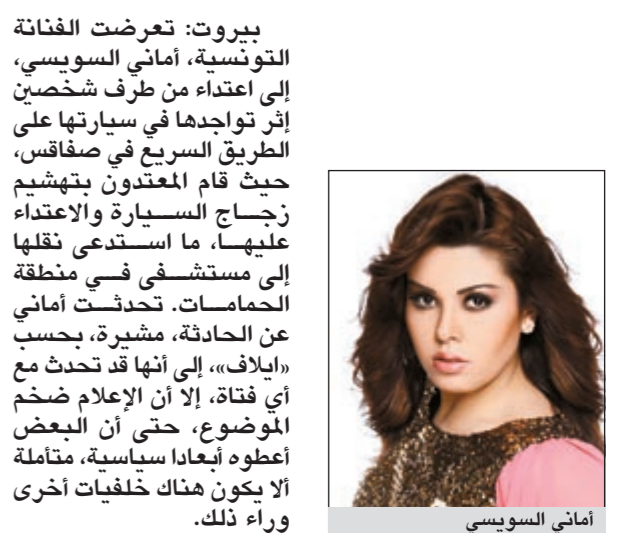 بيروت: تعرضت الفنانة
التونسية، أماني السويسي،
إلى اعتداء من طرف شخصين
إثر تواجدها في سيارتها على
الطريق السريع في صفاقس،
حيث قام المعتدون بتهشيم
زجاج السيارة والاعتداء
عليها، ما استدعى نقلها
إلى مستشفى في منطقة
الحمامات. تحدثت أماني
عن الحادثة، مشيرة، بحسب
«ايلاف»، إلى أنها قد تحدث مع
أي فتاة، إلا أن الإعلام ضخم
الموضوع، حتى أن البعض
أعطوه أبعادا سياسية، متأملة
ألا يكون هناك خلفيات أخرى
وراء ذلك.
أماني السويسي